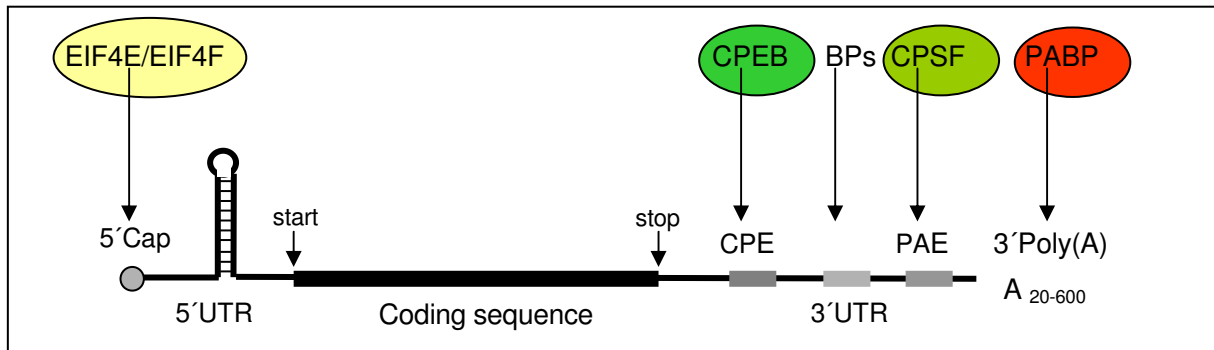 EIF4E/EIF4F CPEB BPs CPSF PABP
start stop
5´Cap CPE PAE 3´Poly(A)
A 20-600
5´UTR Coding sequence 3´UTR